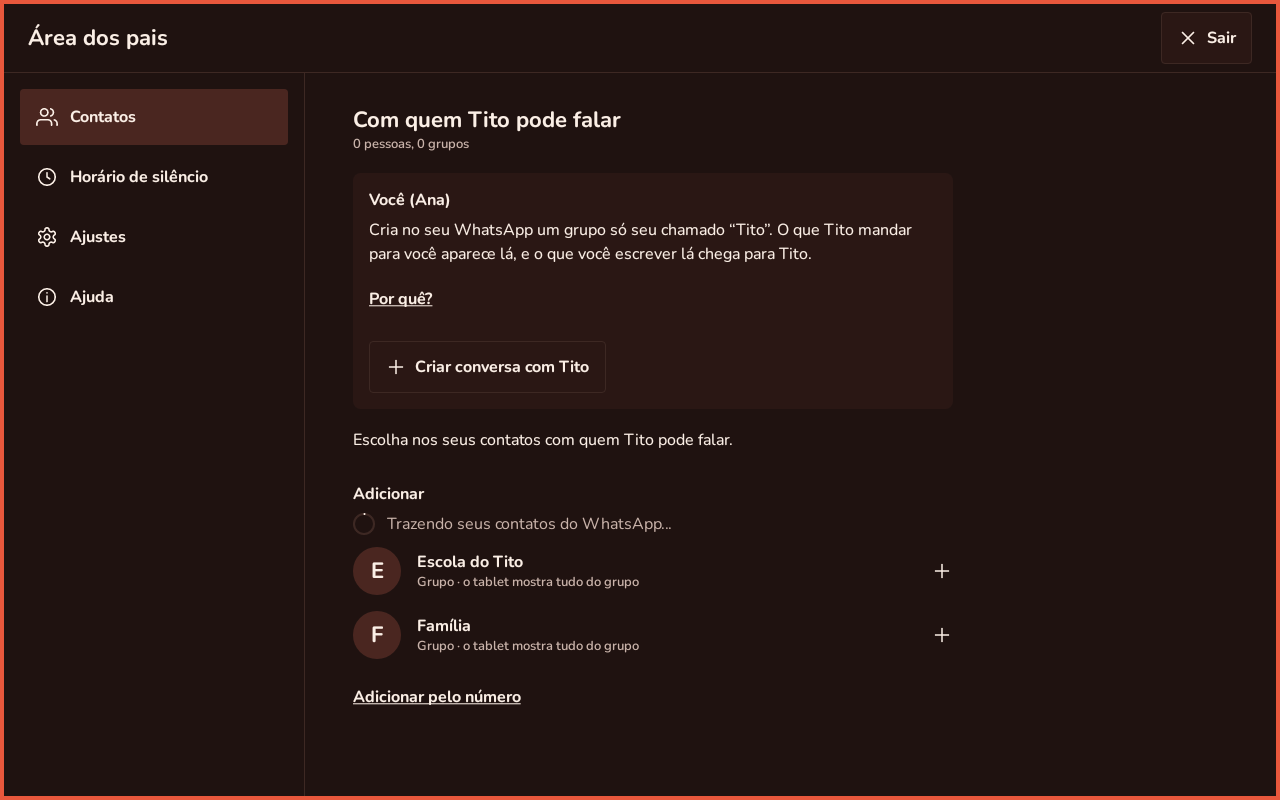 Área dos pais
Sair
Contatos
Horário de silêncio
Ajustes
Ajuda
Com quem Tito pode falar
0 pessoas, 0 grupos
Você (Ana)
Cria no seu WhatsApp um grupo só seu chamado “Tito”. O que Tito mandar
para você aparece lá, e o que você escrever lá chega para Tito.
Por quê?
Criar conversa com Tito
Escolha nos seus contatos com quem Tito pode falar.
Adicionar
Trazendo seus contatos do WhatsApp...
E
Escola do Tito
Grupo · o tablet mostra tudo do grupo
F
Família
Grupo · o tablet mostra tudo do grupo
Adicionar pelo número